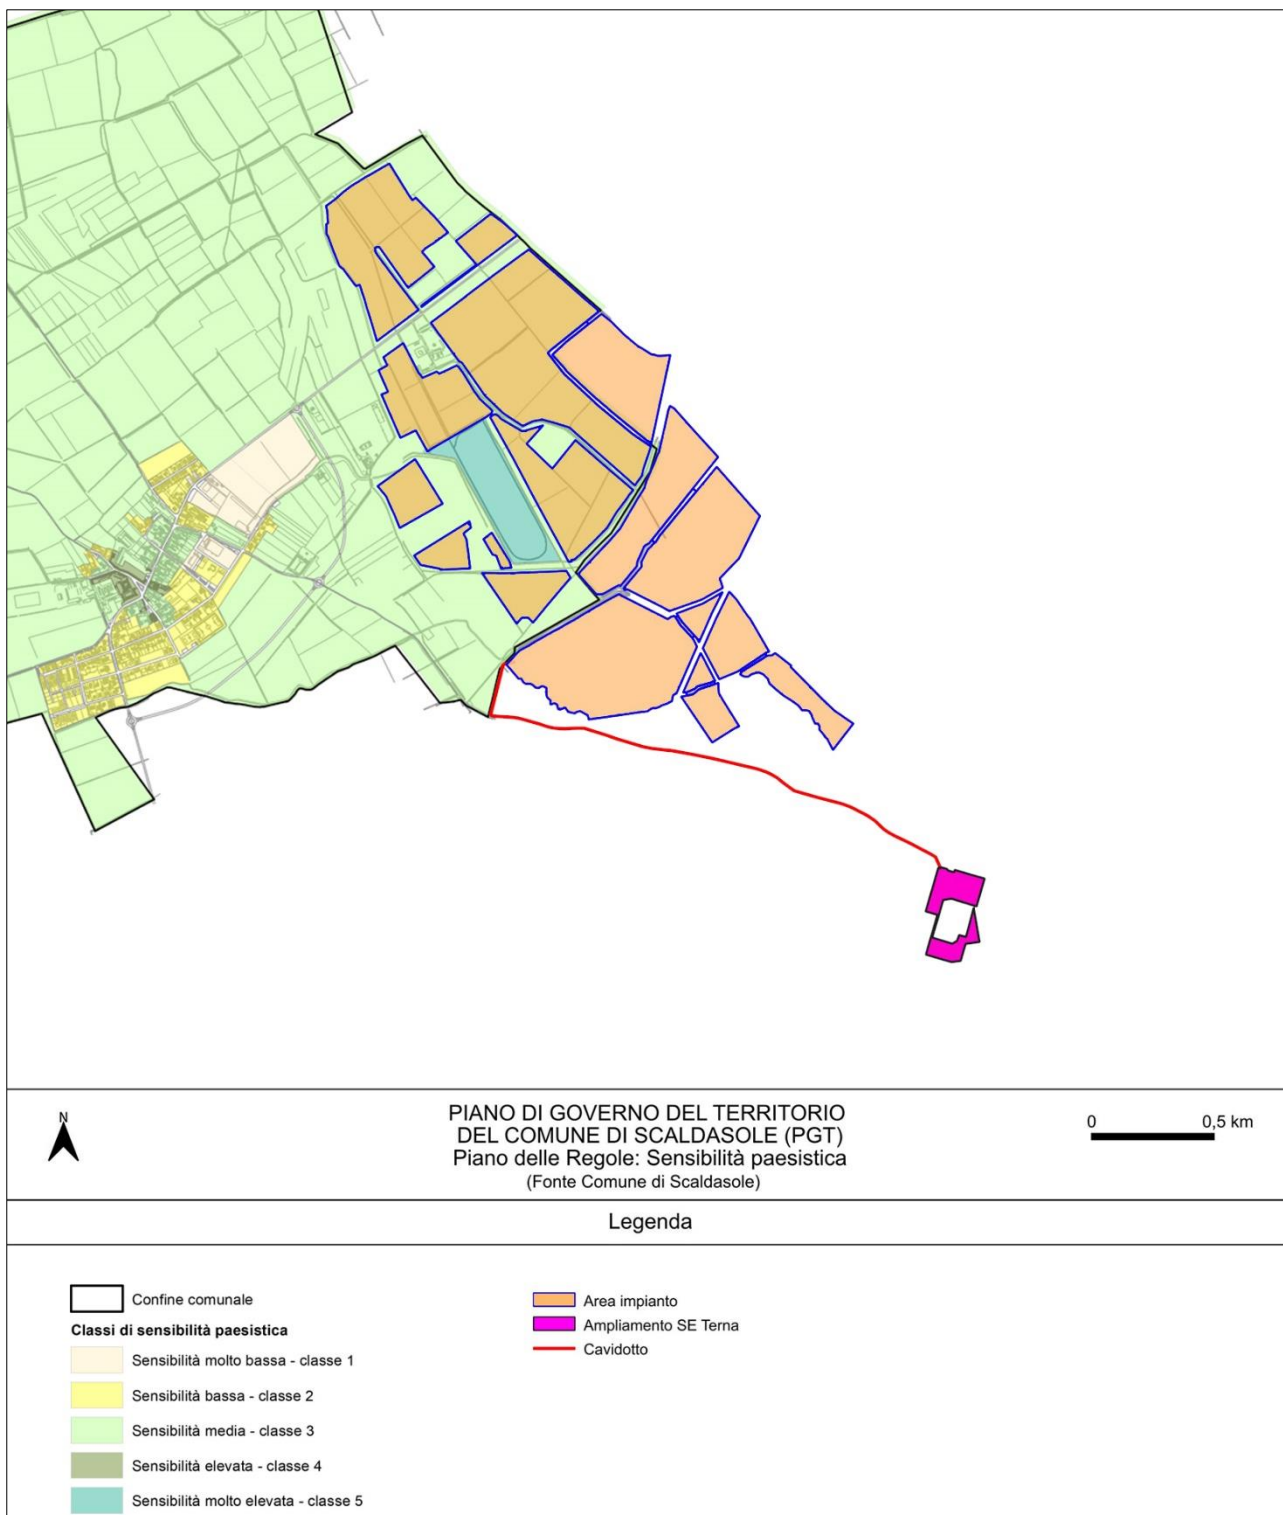 N
PIANO DI GOVERNO DEL TERRITORIO
DEL COMUNE DI SCALDASOLE (PGT)
Piano delle Regole: Sensibilità paesistica
(Fonte Comune di Scaldasole)
0 0,5 km
Legenda
Confine comunale
Classi di sensibilità paesistica
Sensibilità molto bassa - classe 1
Sensibilità bassa - classe 2
Sensibilità media - classe 3
Sensibilità elevata - classe 4
Sensibilità molto elevata - classe 5
Area impianto
Ampliamento SE Terna
Cavidotto